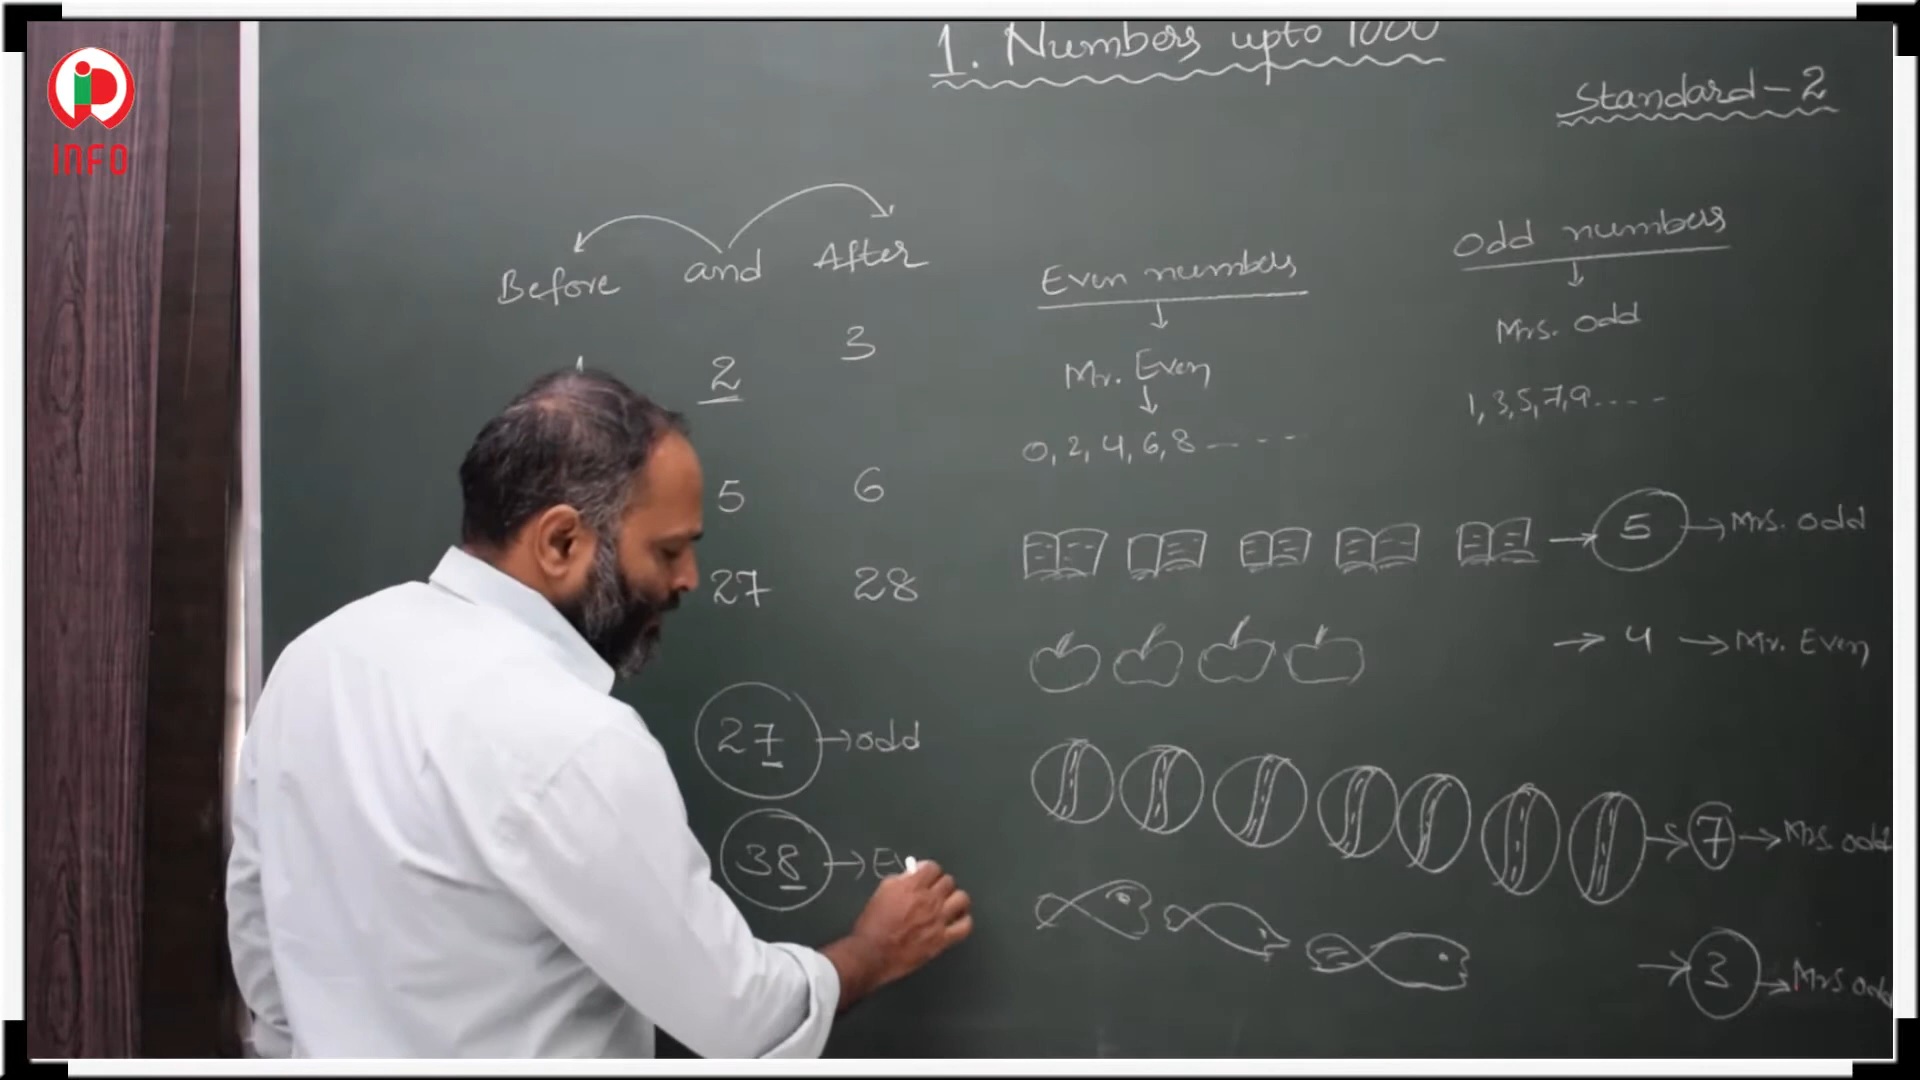 INFO
1. Numbers upto 1000
Standard-2
Before and After
2 3
5 6
27 28
27 → odd
38 →
Even numbers
↓
Mr. Even
↓
0, 2, 4, 6, 8 - - - -
Odd numbers
↓
Mrs. Odd
1, 3, 5, 7, 9 . . . . - -
→ 5 → Mrs. odd
→ 4 → Mr. Even
→ 7 → Mrs. odd
→ 3 → Mrs odd